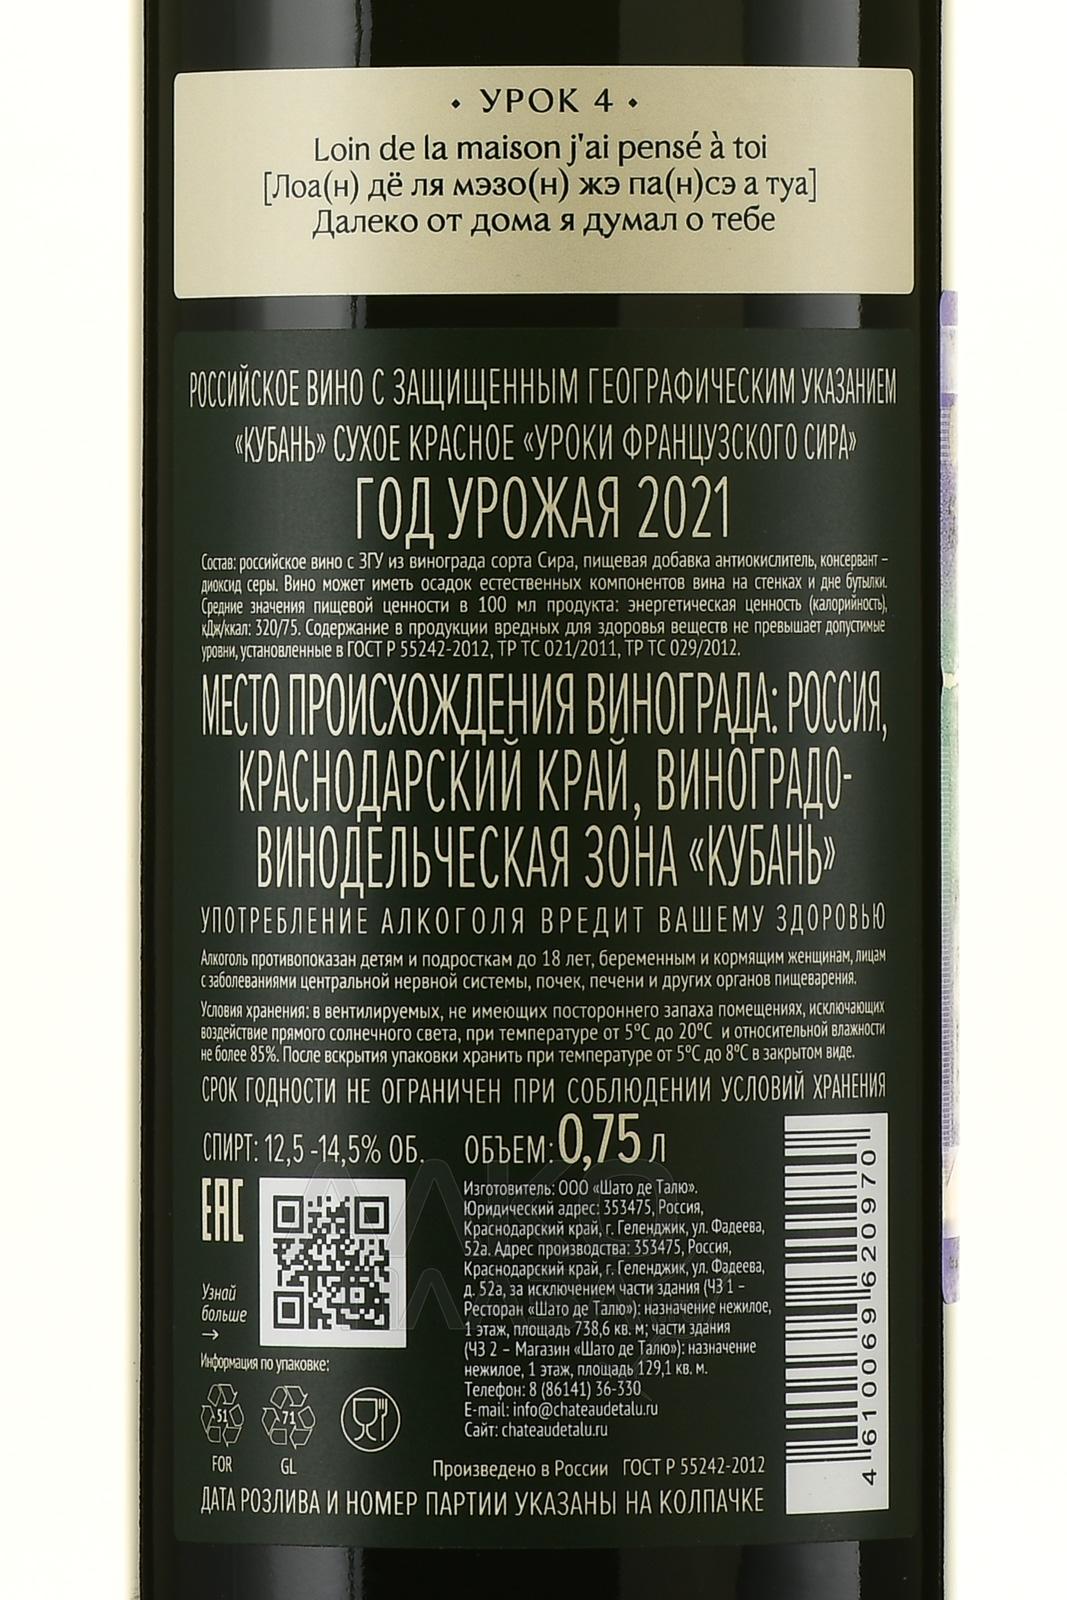 • УРОК 4 •
Loin de la maison j'ai pensé à toi
[Лоа(н) дё ля мэзо(н) жэ па(н)сэ а туа]
Далеко от дома я думал о тебе
РОССИЙСКОЕ ВИНО С ЗАЩИЩЕННЫМ ГЕОГРАФИЧЕСКИМ УКАЗАНИЕМ
«КУБАНЬ» СУХОЕ КРАСНОЕ «УРОКИ ФРАНЦУЗСКОГО СИРА»
ГОД УРОЖАЯ 2021
Состав: российское вино с ЗГУ из винограда сорта Сира, пищевая добавка антиокислитель, консервант –
диоксид серы. Вино может иметь осадок естественных компонентов вина на стенках и дне бутылки.
Средние значения пищевой ценности в 100 мл продукта: энергетическая ценность (калорийность),
кДж/ккал: 320/75. Содержание в продукции вредных для здоровья веществ не превышает допустимые
уровни, установленные в ГОСТ Р 55242-2012, ТР ТС 021/2011, ТР ТС 029/2012.
МЕСТО ПРОИСХОЖДЕНИЯ ВИНОГРАДА: РОССИЯ,
КРАСНОДАРСКИЙ КРАЙ, ВИНОГРАДО-
ВИНОДЕЛЬЧЕСКАЯ ЗОНА «КУБАНЬ»
УПОТРЕБЛЕНИЕ АЛКОГОЛЯ ВРЕДИТ ВАШЕМУ ЗДОРОВЬЮ
Алкоголь противопоказан детям и подросткам до 18 лет, беременным и кормящим женщинам, лицам
с заболеваниями центральной нервной системы, почек, печени и других органов пищеварения.
Условия хранения: в вентилируемых, не имеющих постороннего запаха помещениях, исключающих
воздействие прямого солнечного света, при температуре от 5°С до 20°С и относительной влажности
не более 85%. После вскрытия упаковки хранить при температуре от 5°С до 8°С в закрытом виде.
СРОК ГОДНОСТИ НЕ ОГРАНИЧЕН ПРИ СОБЛЮДЕНИИ УСЛОВИЙ ХРАНЕНИЯ
СПИРТ: 12,5 -14,5% ОБ.
ОБЪЕМ: 0,75 л
EAC
Узнай
больше
→
Информация по упаковке:
51
FOR
71
GL
Изготовитель: ООО «Шато де Талю».
Юридический адрес: 353475, Россия,
Краснодарский край, г. Геленджик, ул. Фадеева,
52а. Адрес производства: 353475, Россия,
Краснодарский край, г. Геленджик, ул. Фадеева,
д. 52а, за исключением части здания (ЧЗ 1 –
Ресторан «Шато де Талю»): назначение нежилое,
1 этаж, площадь 738,6 кв. м; части здания
(ЧЗ 2 – Магазин «Шато де Талю»): назначение
нежилое, 1 этаж, площадь 129,1 кв. м.
Телефон: 8 (86141) 36-330
E-mail: info@chateaudetalu.ru
Сайт: chateaudetalu.ru
Произведено в России ГОСТ Р 55242-2012
ДАТА РОЗЛИВА И НОМЕР ПАРТИИ УКАЗАНЫ НА КОЛПАЧКЕ
4 610069 620970